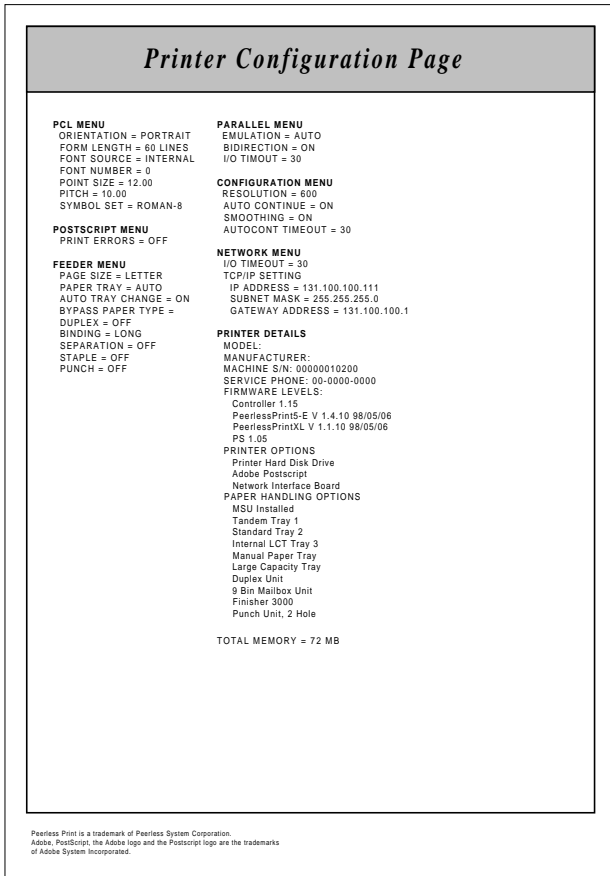 Printer Configuration Page
PCL MENU
ORIENTATION = PORTRAIT
FORM LENGTH = 60 LINES
FONT SOURCE = INTERNAL
FONT NUMBER = 0
POINT SIZE = 12.00
PITCH = 10.00
SYMBOL SET = ROMAN-8
POSTSCRIPT MENU
PRINT ERRORS = OFF
FEEDER MENU
PAGE SIZE = LETTER
PAPER TRAY = AUTO
AUTO TRAY CHANGE = ON
BYPASS PAPER TYPE =
DUPLEX = OFF
BINDING = LONG
SEPARATION = OFF
STAPLE = OFF
PUNCH = OFF
PARALLEL MENU
EMULATION = AUTO
BIDIRECTION = ON
I/O TIMOUT = 30
CONFIGURATION MENU
RESOLUTION = 600
AUTO CONTINUE = ON
SMOOTHING = ON
AUTOCONT TIMEOUT = 30
NETWORK MENU
I/O TIMEOUT = 30
TCP/IP SETTING
IP ADDRESS = 131.100.100.111
SUBNET MASK = 255.255.255.0
GATEWAY ADDRESS = 131.100.100.1
PRINTER DETAILS
MODEL:
MANUFACTURER:
MACHINE S/N: 00000010200
SERVICE PHONE: 00-0000-0000
FIRMWARE LEVELS:
Controller 1.15
PeerlessPrint5-E V 1.4.10 98/05/06
PeerlessPrintXL V 1.1.10 98/05/06
PS 1.05
PRINTER OPTIONS
Printer Hard Disk Drive
Adobe Postscript
Network Interface Board
PAPER HANDLING OPTIONS
MSU Installed
Tandem Tray 1
Standard Tray 2
Internal LCT Tray 3
Manual Paper Tray
Large Capacity Tray
Duplex Unit
9 Bin Mailbox Unit
Finisher 3000
Punch Unit, 2 Hole
TOTAL MEMORY = 72 MB
Peerless Print is a trademark of Peerless System Corporation.
Adobe, PostScript, the Adobe logo and the Postscript logo are the trademarks
of Adobe System Incorporated.